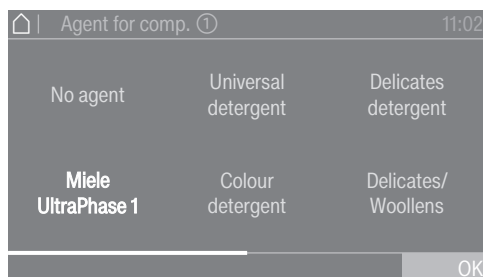 Agent for comp. ①
11:02
No agent
Universal
detergent
Delicates
detergent
Miele
UltraPhase 1
Colour
detergent
Delicates/
Woollens
OK